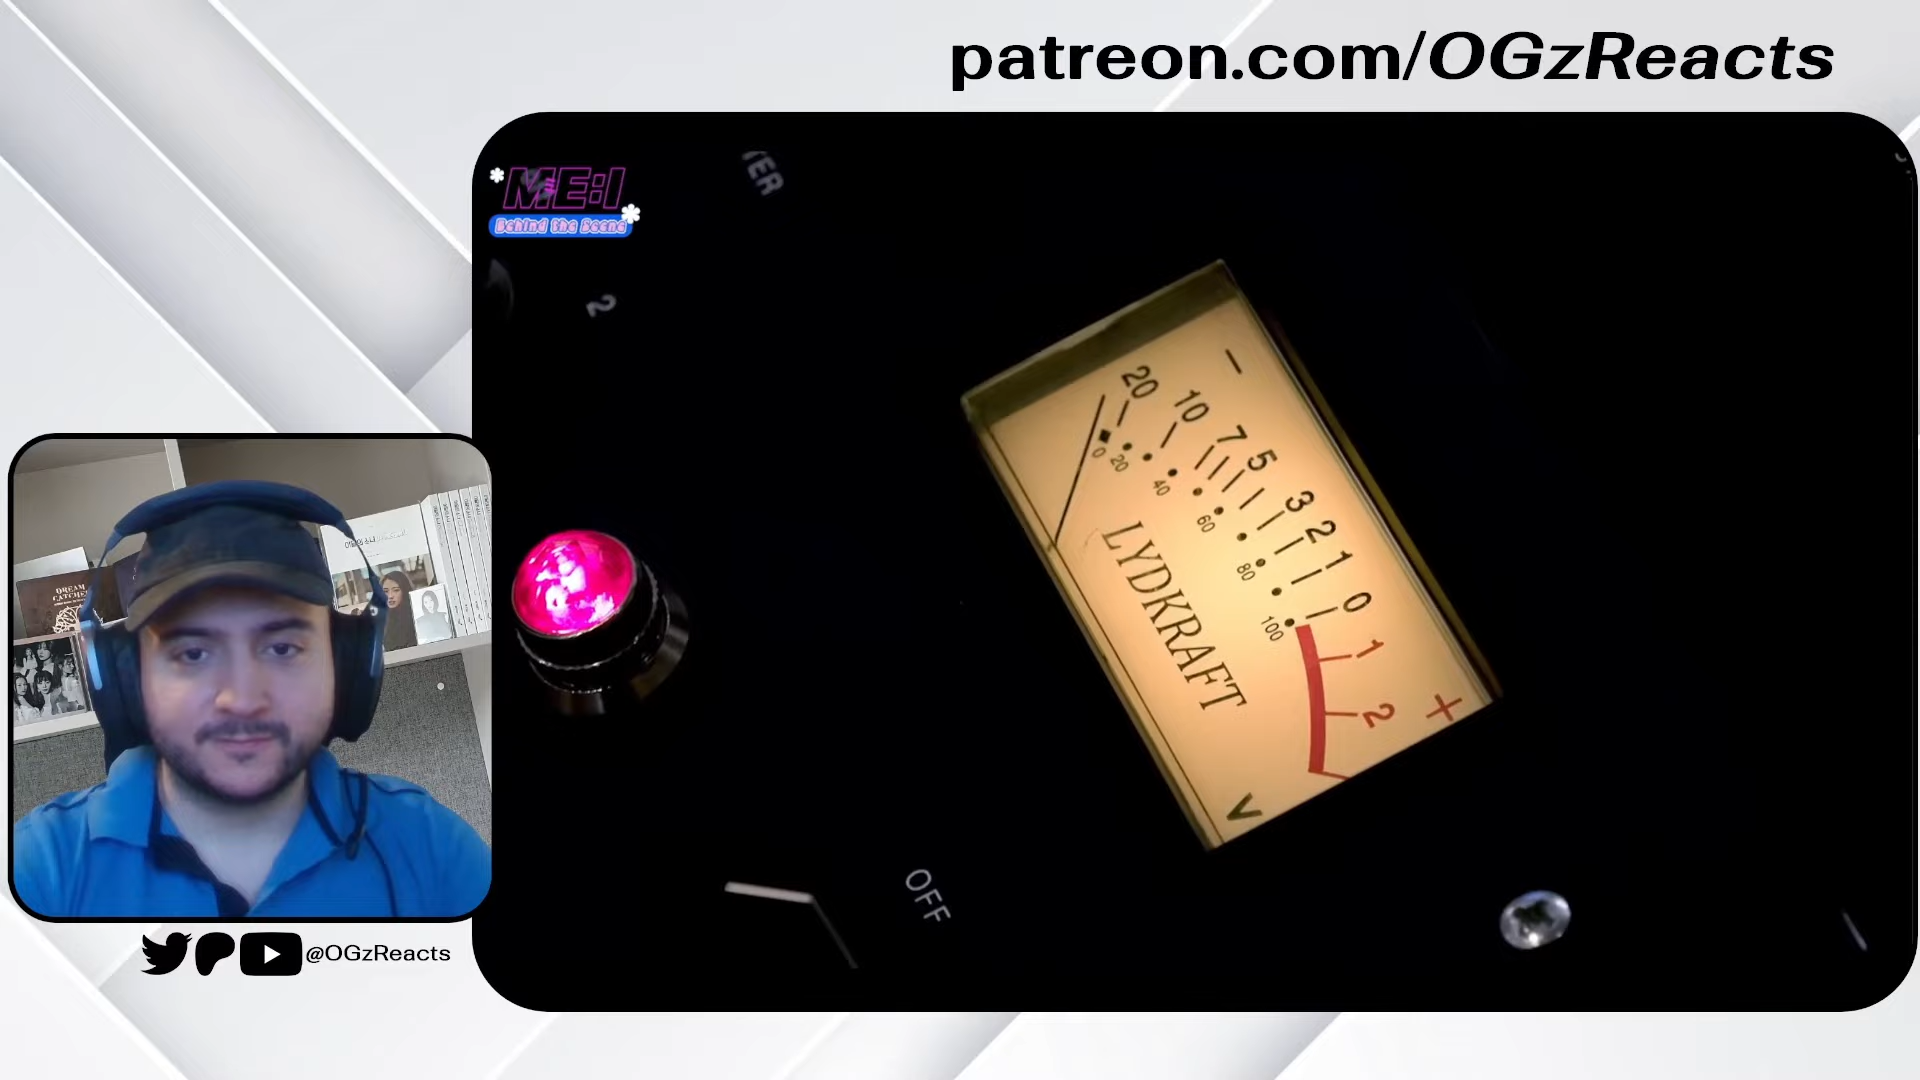 patreon.com/OGzReacts
ME:I
Behind the Scene
2
20 10 7 5 3 2 1 0 1 2
0 20 40 60 80 100
- +
LYDKRAFT
V
OFF
DREAM
@OGzReacts